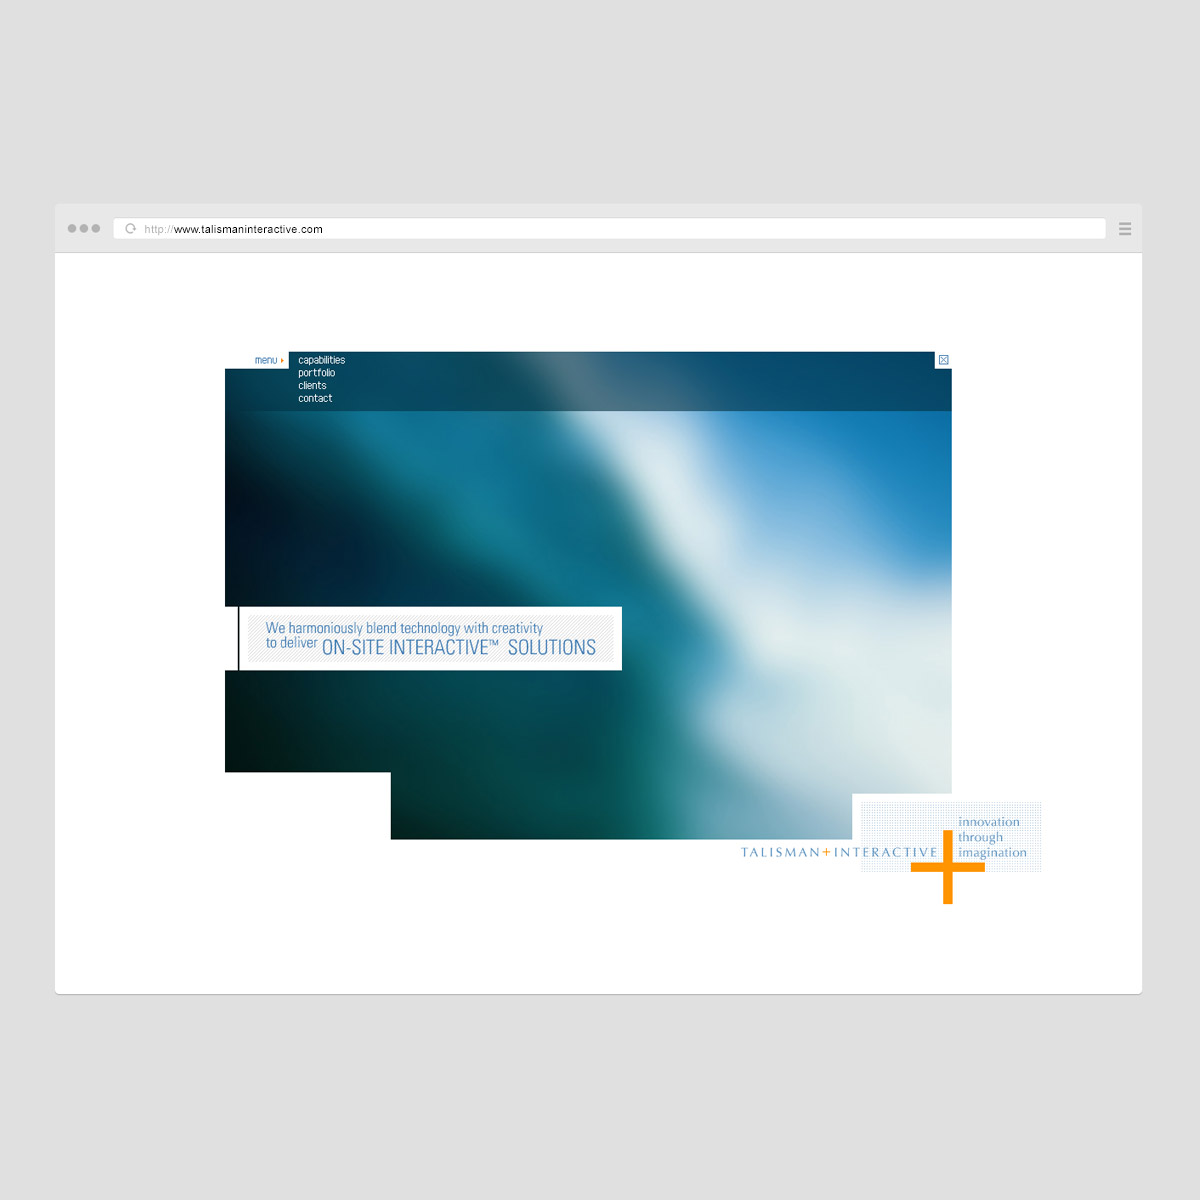 http://www.talismaninteractive.com
menu
capabilities
portfolio
clients
contact
We harmoniously blend technology with creativity
to deliver ON-SITE INTERACTIVE™ SOLUTIONS
innovation
through
imagination
TALISMAN+INTERACTIVE